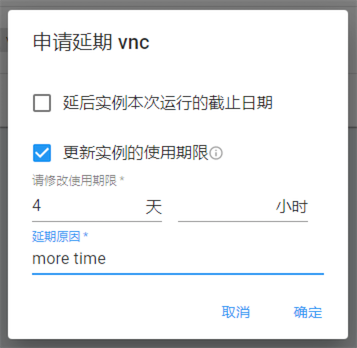 申请延期 vnc
延后实例本次运行的截止日期
更新实例的使用期限
请修改使用期限 *
4 天 小时
延期原因 *
more time
取消 确定